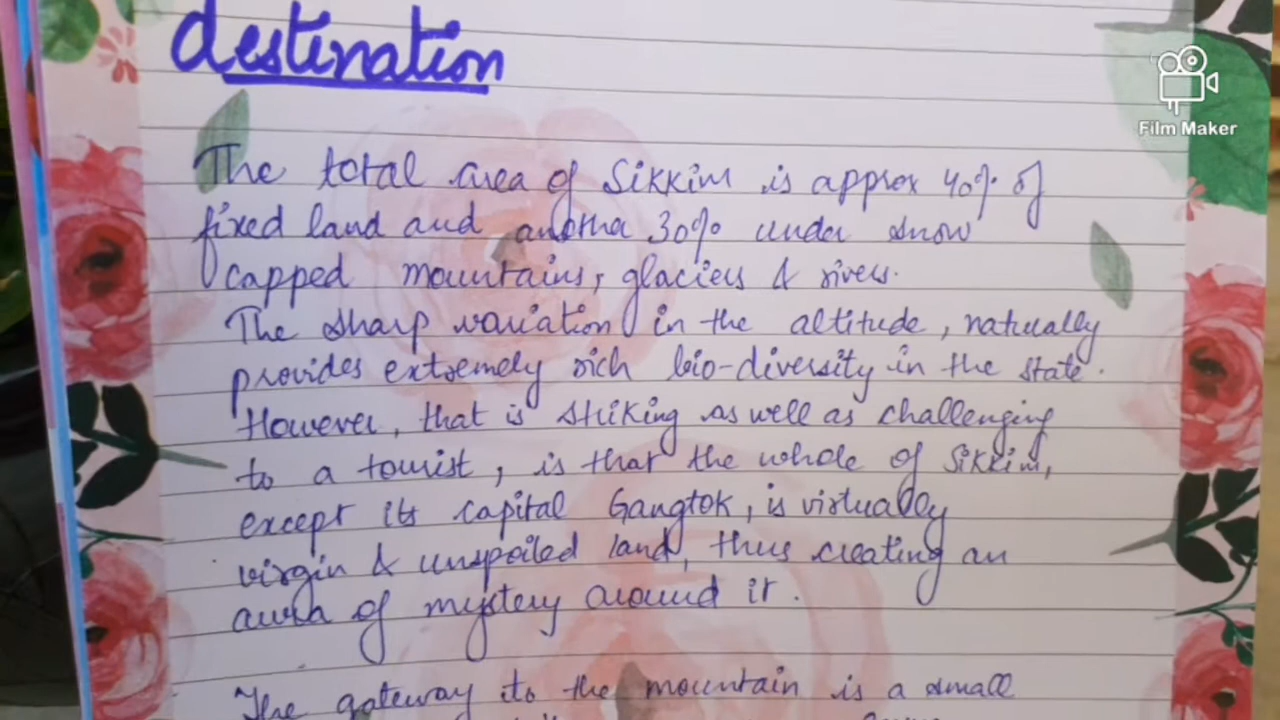 destination
Film Maker
The total area of Sikkim is approx 40% of
fixed land and another 30% under snow
capped mountains, glaciers & rivers.
The sharp variation in the altitude, naturally
provides extremely rich bio-diversity in the state.
However, that is striking as well as challenging
to a tourist, is that the whole of Sikkim,
except its capital Gangtok, is virtually
virgin & unspoiled land, thus creating an
aura of mystery around it.
The gateway to the mountain is a small